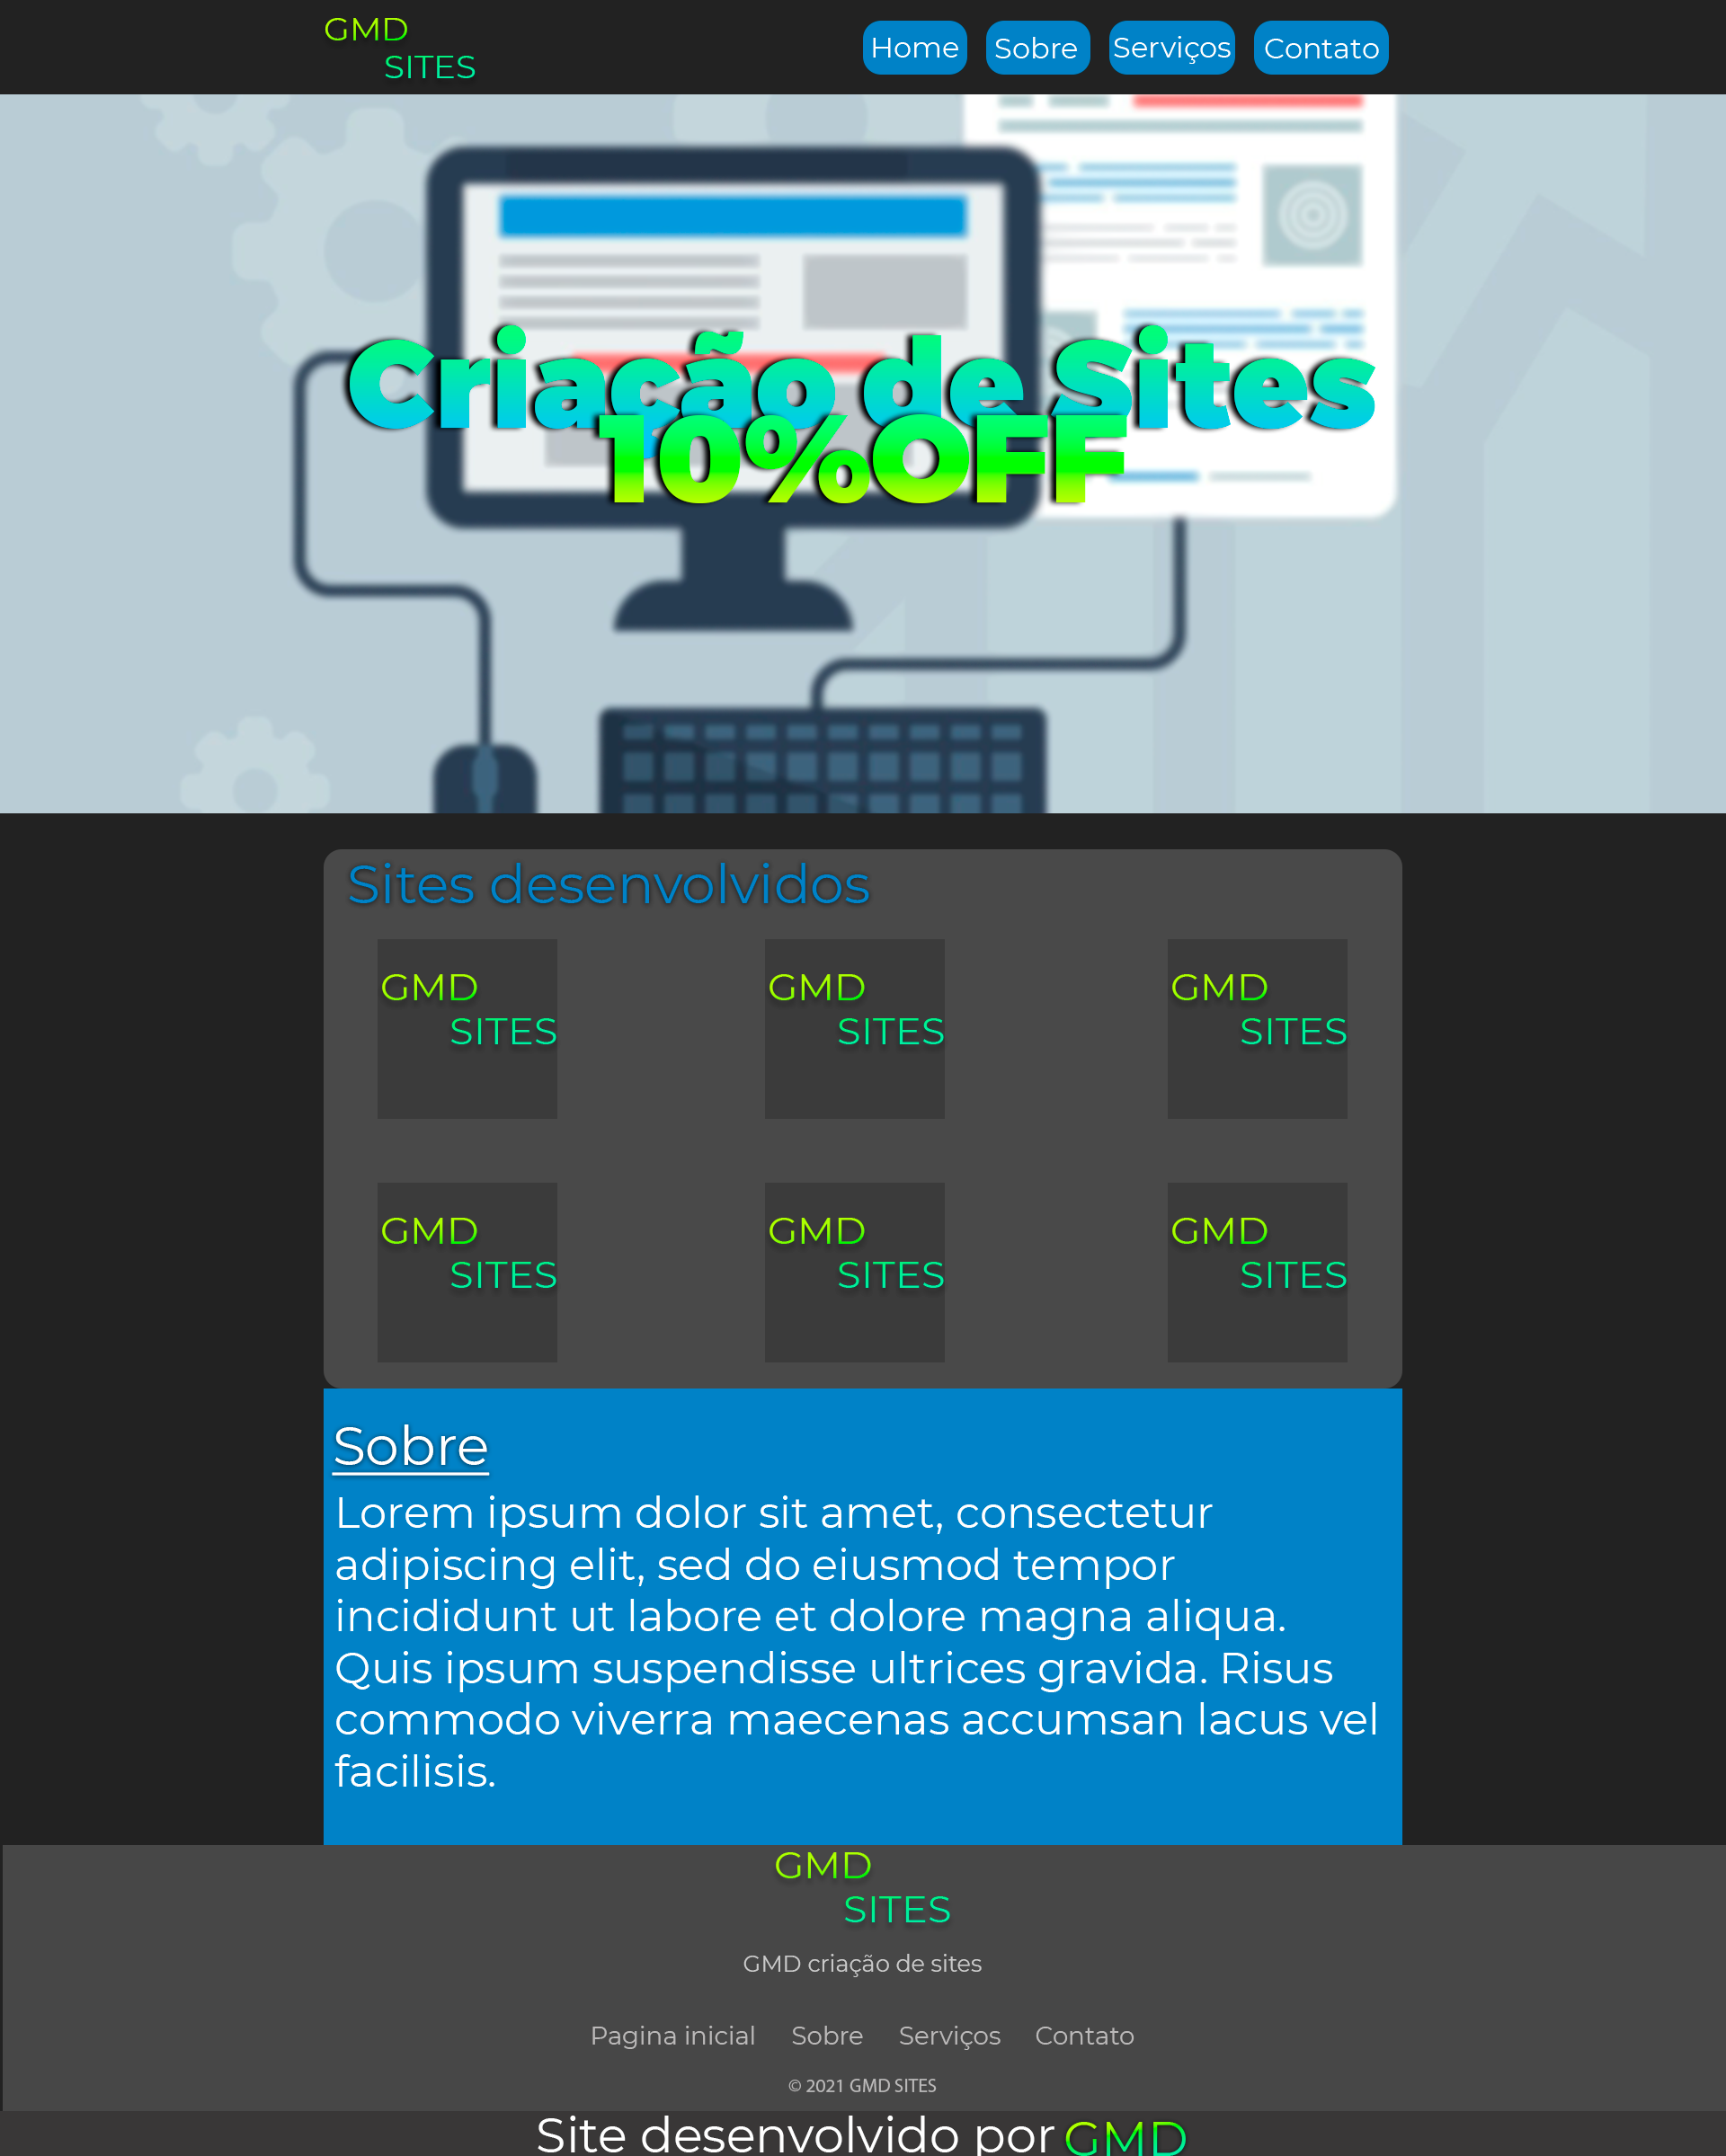 GMD
SITES
Home Sobre Serviços Contato
Criação de Sites
10%OFF
Sites desenvolvidos
GMD GMD GMD
SITES SITES SITES
GMD GMD GMD
SITES SITES SITES
Sobre
Lorem ipsum dolor sit amet, consectetur
adipiscing elit, sed do eiusmod tempor
incididunt ut labore et dolore magna aliqua.
Quis ipsum suspendisse ultrices gravida. Risus
commodo viverra maecenas accumsan lacus vel
facilisis.
GMD
SITES
GMD criação de sites
Pagina inicial Sobre Serviços Contato
© 2021 GMD SITES
Site desenvolvido por GMD